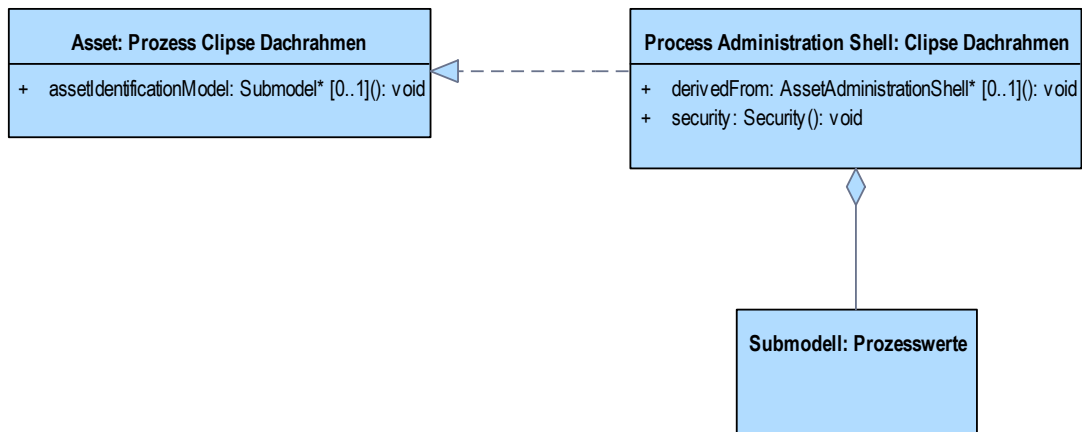 Asset: Prozess Clipse Dachrahmen
+ assetIdentificationModel: Submodel* [0..1](): void
Process Administration Shell: Clipse Dachrahmen
+ derivedFrom: AssetAdministrationShell* [0..1](): void
+ security: Security(): void
Submodell: Prozesswerte